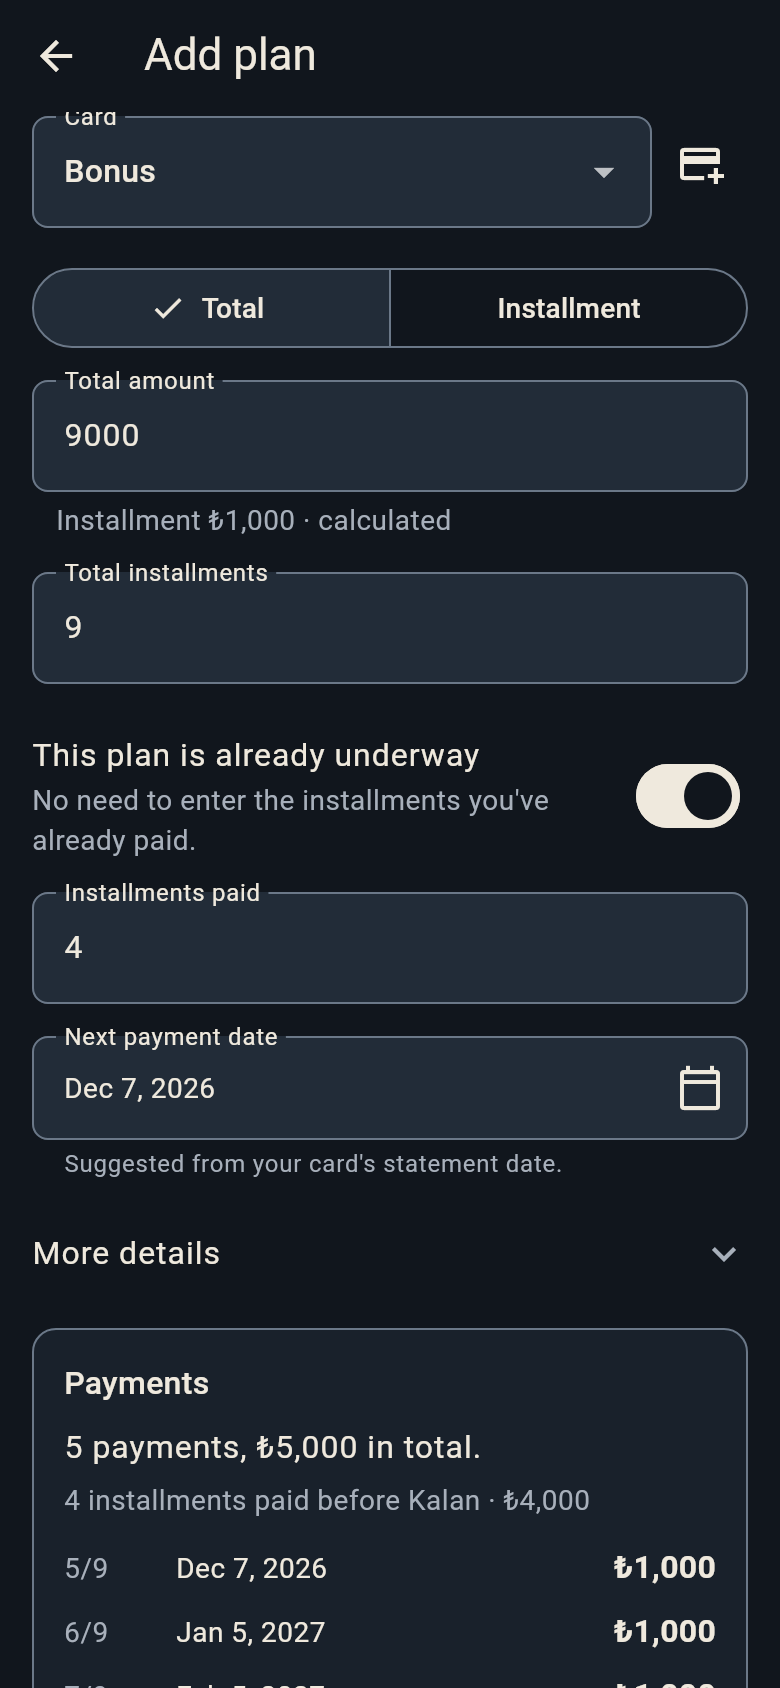 Add plan
Card
Bonus
Total
Installment
Total amount
9000
Installment ₺1,000 · calculated
Total installments
9
This plan is already underway
No need to enter the installments you've
already paid.
Installments paid
4
Next payment date
Dec 7, 2026
Suggested from your card's statement date.
More details
Payments
5 payments, ₺5,000 in total.
4 installments paid before Kalan · ₺4,000
5/9 Dec 7, 2026 ₺1,000
6/9 Jan 5, 2027 ₺1,000